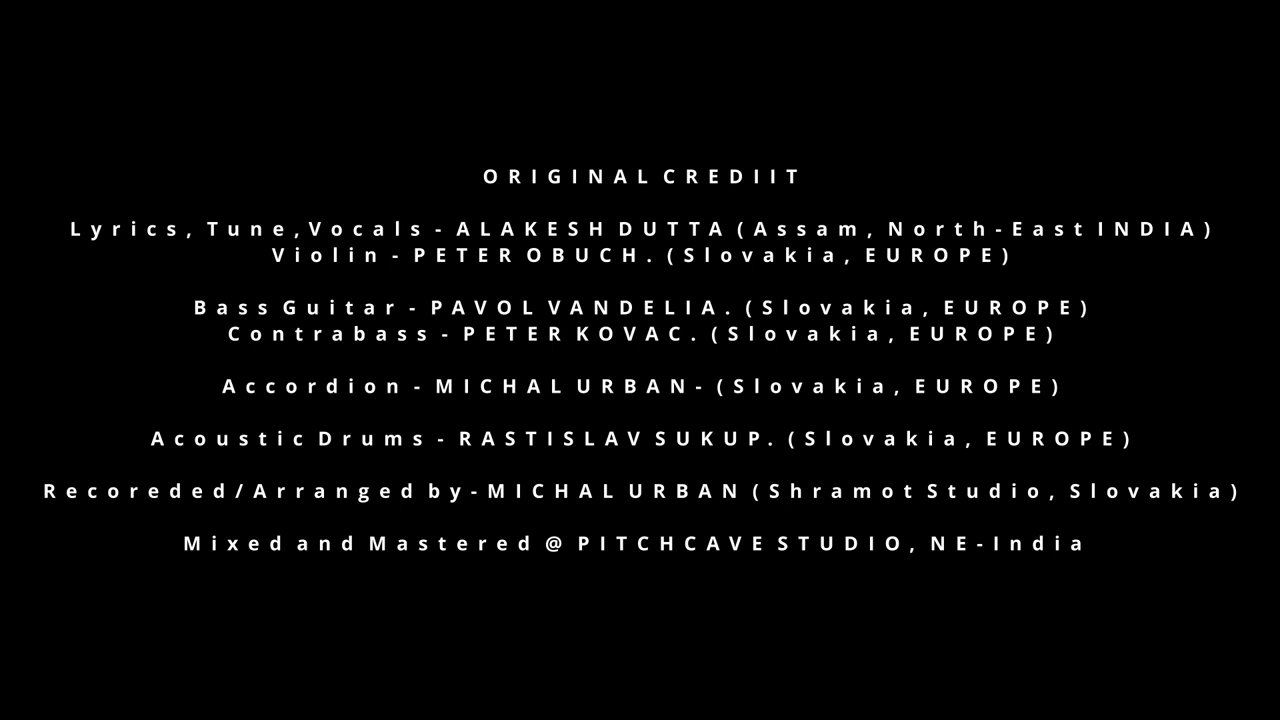 ORIGINAL CREDIIT
Lyrics, Tune,Vocals - ALAKESH DUTTA (Assam, North-East INDIA)
Violin - PETER OBUCH. (Slovakia, EUROPE)
Bass Guitar - PAVOL VANDELIA. (Slovakia, EUROPE)
Contrabass - PETER KOVAC. (Slovakia, EUROPE)
Accordion - MICHAL URBAN- (Slovakia, EUROPE)
Acoustic Drums - RASTISLAV SUKUP. (Slovakia, EUROPE)
Recoreded/Arranged by-MICHAL URBAN (Shramot Studio, Slovakia)
Mixed and Mastered @ PITCHCAVE STUDIO, NE-India